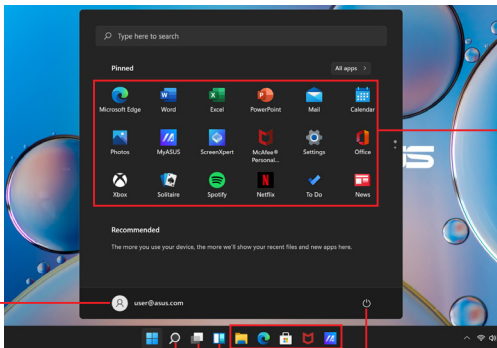 Type here to search
Pinned
All apps >
Microsoft Edge
Word
Excel
PowerPoint
Mail
Calendar
Photos
MyASUS
ScreenXpert
McAfee®
Personal...
Settings
Office
Xbox
Solitaire
Spotify
Netflix
To Do
News
Recommended
The more you use your device, the more we'll show your recent files and new apps here.
user@asus.com